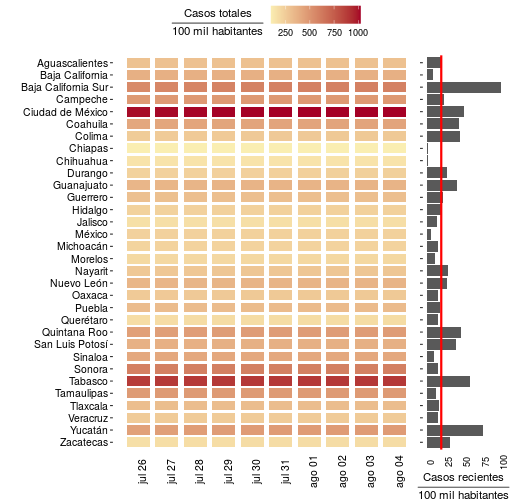 Casos totales
100 mil habitantes
250 500 750 1000
Aguascalientes
Baja California
Baja California Sur
Campeche
Ciudad de México
Coahuila
Colima
Chiapas
Chihuahua
Durango
Guanajuato
Guerrero
Hidalgo
Jalisco
México
Michoacán
Morelos
Nayarit
Nuevo León
Oaxaca
Puebla
Querétaro
Quintana Roo
San Luis Potosí
Sinaloa
Sonora
Tabasco
Tamaulipas
Tlaxcala
Veracruz
Yucatán
Zacatecas
jul 26
jul 27
jul 28
jul 29
jul 30
jul 31
ago 01
ago 02
ago 03
ago 04
0
25
50
75
100
Casos recientes
100 mil habitantes